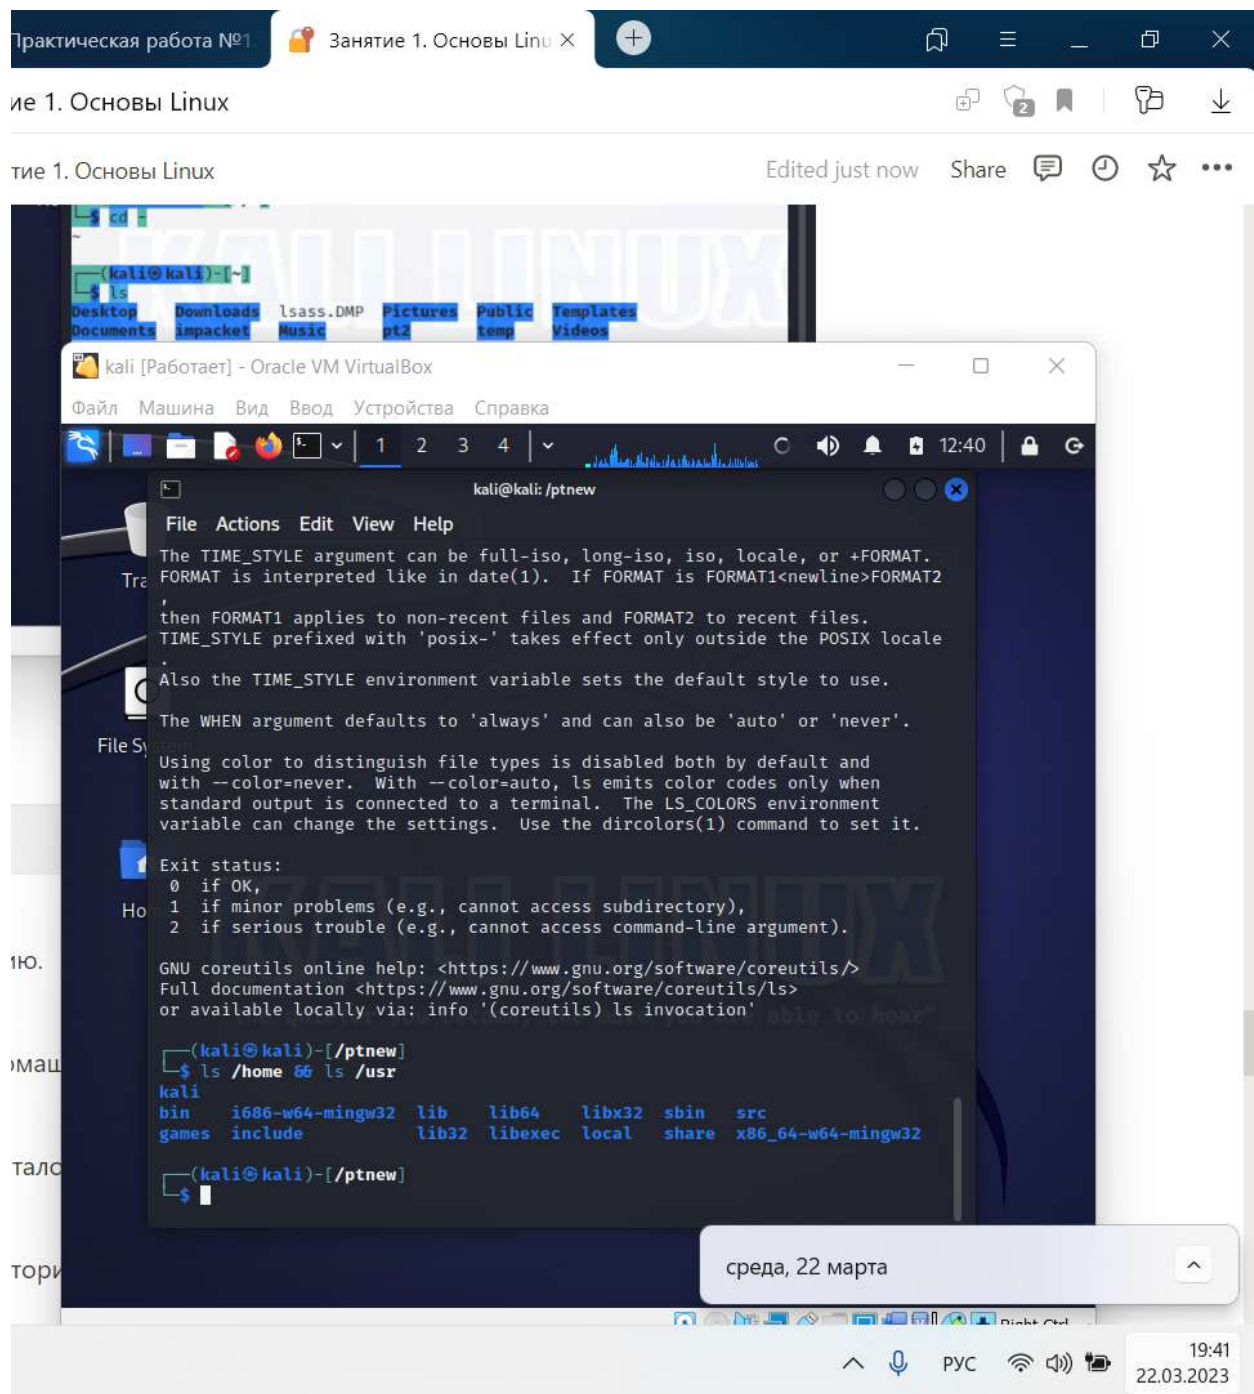 Практическая работа №1
Занятие 1. Основы Linu
ие 1. Основы Linux
2
тие 1. Основы Linux
Edited just now Share
└─$ cd -
~
┌──(kali㉿kali)-[~]
└─$ ls
Desktop Downloads lsass.DMP Pictures Public Templates
Documents impacket Music pt2 temp Videos
kali [Работает] - Oracle VM VirtualBox
Файл Машина Вид Ввод Устройства Справка
1 2 3 4 12:40
kali@kali: /ptnew
File Actions Edit View Help
The TIME_STYLE argument can be full-iso, long-iso, iso, locale, or +FORMAT.
FORMAT is interpreted like in date(1).  If FORMAT is FORMAT1<newline>FORMAT2
,
then FORMAT1 applies to non-recent files and FORMAT2 to recent files.
TIME_STYLE prefixed with 'posix-' takes effect only outside the POSIX locale
.
Also the TIME_STYLE environment variable sets the default style to use.
The WHEN argument defaults to 'always' and can also be 'auto' or 'never'.
Using color to distinguish file types is disabled both by default and
with --color=never.  With --color=auto, ls emits color codes only when
standard output is connected to a terminal.  The LS_COLORS environment
variable can change the settings.  Use the dircolors(1) command to set it.
Exit status:
0  if OK,
1  if minor problems (e.g., cannot access subdirectory),
2  if serious trouble (e.g., cannot access command-line argument).
GNU coreutils online help: <https://www.gnu.org/software/coreutils/>
Full documentation <https://www.gnu.org/software/coreutils/ls>
or available locally via: info '(coreutils) ls invocation'
┌──(kali㉿kali)-[/ptnew]
└─$ ls /home && ls /usr
kali
bin i686-w64-mingw32 lib lib64 libx32 sbin src
games include lib32 libexec local share x86_64-w64-mingw32
┌──(kali㉿kali)-[/ptnew]
└─$
Tra
File Sy
Ho
KALI LINUX
ию.
омаш
тало
тори
среда, 22 марта
Right Ctrl
РУС
19:41
22.03.2023